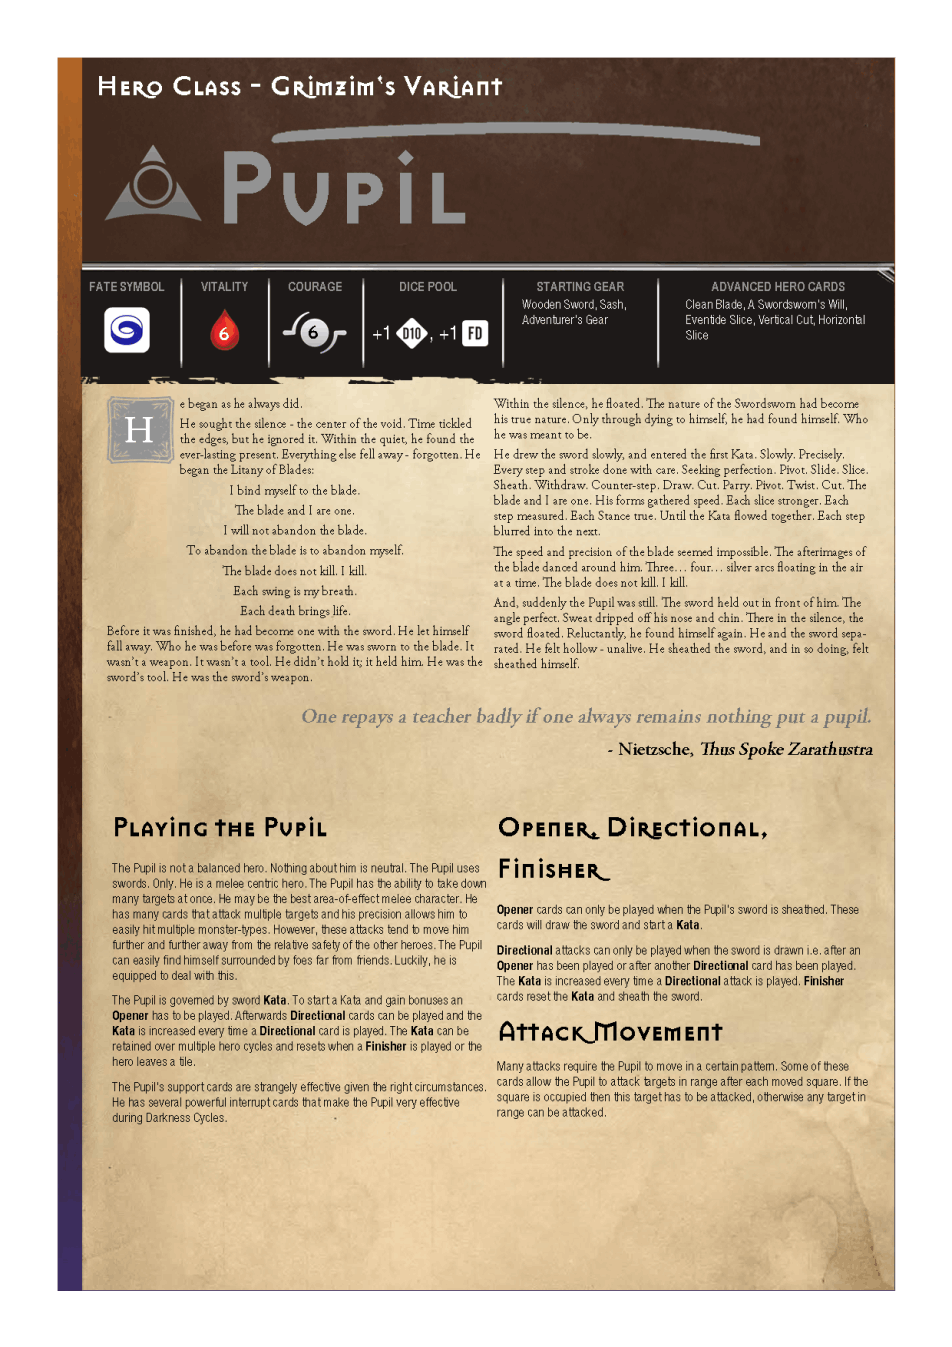 Hero Class - Grimzim's Variant
Pupil
FATE SYMBOL
VITALITY
6
COURAGE
6
DICE POOL
+1 D10, +1 FD
STARTING GEAR
Wooden Sword, Sash,
Adventurer's Gear
ADVANCED HERO CARDS
Clean Blade, A Swordsworn's Will,
Eventide Slice, Vertical Cut, Horizontal
Slice
He began as he always did.
He sought the silence - the center of the void. Time tickled
the edges, but he ignored it. Within the quiet, he found the
ever-lasting present. Everything else fell away - forgotten. He
began the Litany of Blades:
I bind myself to the blade.
The blade and I are one.
I will not abandon the blade.
To abandon the blade is to abandon myself.
The blade does not kill. I kill.
Each swing is my breath.
Each death brings life.
Before it was finished, he had become one with the sword. He let himself
fall away. Who he was before was forgotten. He was sworn to the blade. It
wasn't a weapon. It wasn't a tool. He didn't hold it; it held him. He was the
sword's tool. He was the sword's weapon.
Within the silence, he floated. The nature of the Swordsworn had become
his true nature. Only through dying to himself, he had found himself. Who
he was meant to be.
He drew the sword slowly, and entered the first Kata. Slowly. Precisely.
Every step and stroke done with care. Seeking perfection. Pivot. Slide. Slice.
Sheath. Withdraw. Counter-step. Draw. Cut. Parry. Pivot. Twist. Cut. The
blade and I are one. His forms gathered speed. Each slice stronger. Each
step measured. Each Stance true. Until the Kata flowed together. Each step
blurred into the next.
The speed and precision of the blade seemed impossible. The afterimages of
the blade danced around him. Three… four… silver arcs floating in the air
at a time. The blade does not kill. I kill.
And, suddenly the Pupil was still. The sword held out in front of him. The
angle perfect. Sweat dripped off his nose and chin. There in the silence, the
sword floated. Reluctantly, he found himself again. He and the sword sepa-
rated. He felt hollow - unalive. He sheathed the sword, and in so doing, felt
sheathed himself.
One repays a teacher badly if one always remains nothing put a pupil.
- Nietzsche, Thus Spoke Zarathustra
Playing the Pupil
The Pupil is not a balanced hero. Nothing about him is neutral. The Pupil uses
swords. Only. He is a melee centric hero. The Pupil has the ability to take down
many targets at once. He may be the best area-of-effect melee character. He
has many cards that attack multiple targets and his precision allows him to
easily hit multiple monster-types. However, these attacks tend to move him
further and further away from the relative safety of the other heroes. The Pupil
can easily find himself surrounded by foes far from friends. Luckily, he is
equipped to deal with this.
The Pupil is governed by sword Kata. To start a Kata and gain bonuses an
Opener has to be played. Afterwards Directional cards can be played and the
Kata is increased every time a Directional card is played. The Kata can be
retained over multiple hero cycles and resets when a Finisher is played or the
hero leaves a tile.
The Pupil's support cards are strangely effective given the right circumstances.
He has several powerful interrupt cards that make the Pupil very effective
during Darkness Cycles.
Opener, Directional,
Finisher
Opener cards can only be played when the Pupil's sword is sheathed. These
cards will draw the sword and start a Kata.
Directional attacks can only be played when the sword is drawn i.e. after an
Opener has been played or after another Directional card has been played.
The Kata is increased every time a Directional attack is played. Finisher
cards reset the Kata and sheath the sword.
Attack Movement
Many attacks require the Pupil to move in a certain pattern. Some of these
cards allow the Pupil to attack targets in range after each moved square. If the
square is occupied then this target has to be attacked, otherwise any target in
range can be attacked.